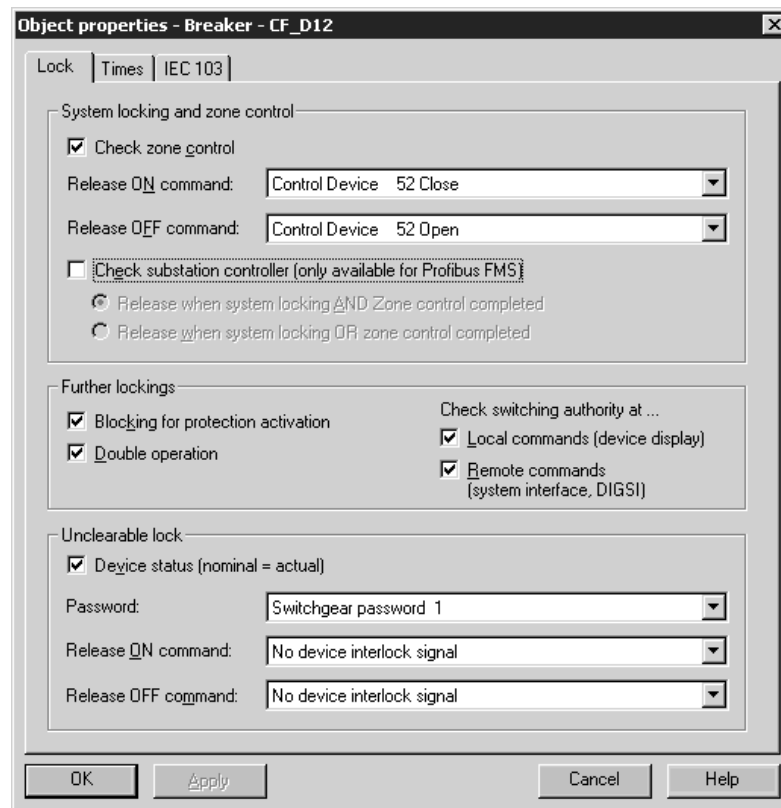 Object properties - Breaker - CF_D12
Lock
Times
IEC 103
System locking and zone control
Check zone control
Release ON command:
Control Device 52 Close
Release OFF command:
Control Device 52 Open
Check substation controller (only available for Profibus FMS)
Release when system locking AND Zone control completed
Release when system locking OR zone control completed
Further lockings
Blocking for protection activation
Double operation
Check switching authority at ...
Local commands (device display)
Remote commands
(system interface, DIGSI)
Unclearable lock
Device status (nominal = actual)
Password:
Switchgear password 1
Release ON command:
No device interlock signal
Release OFF command:
No device interlock signal
OK
Apply
Cancel
Help